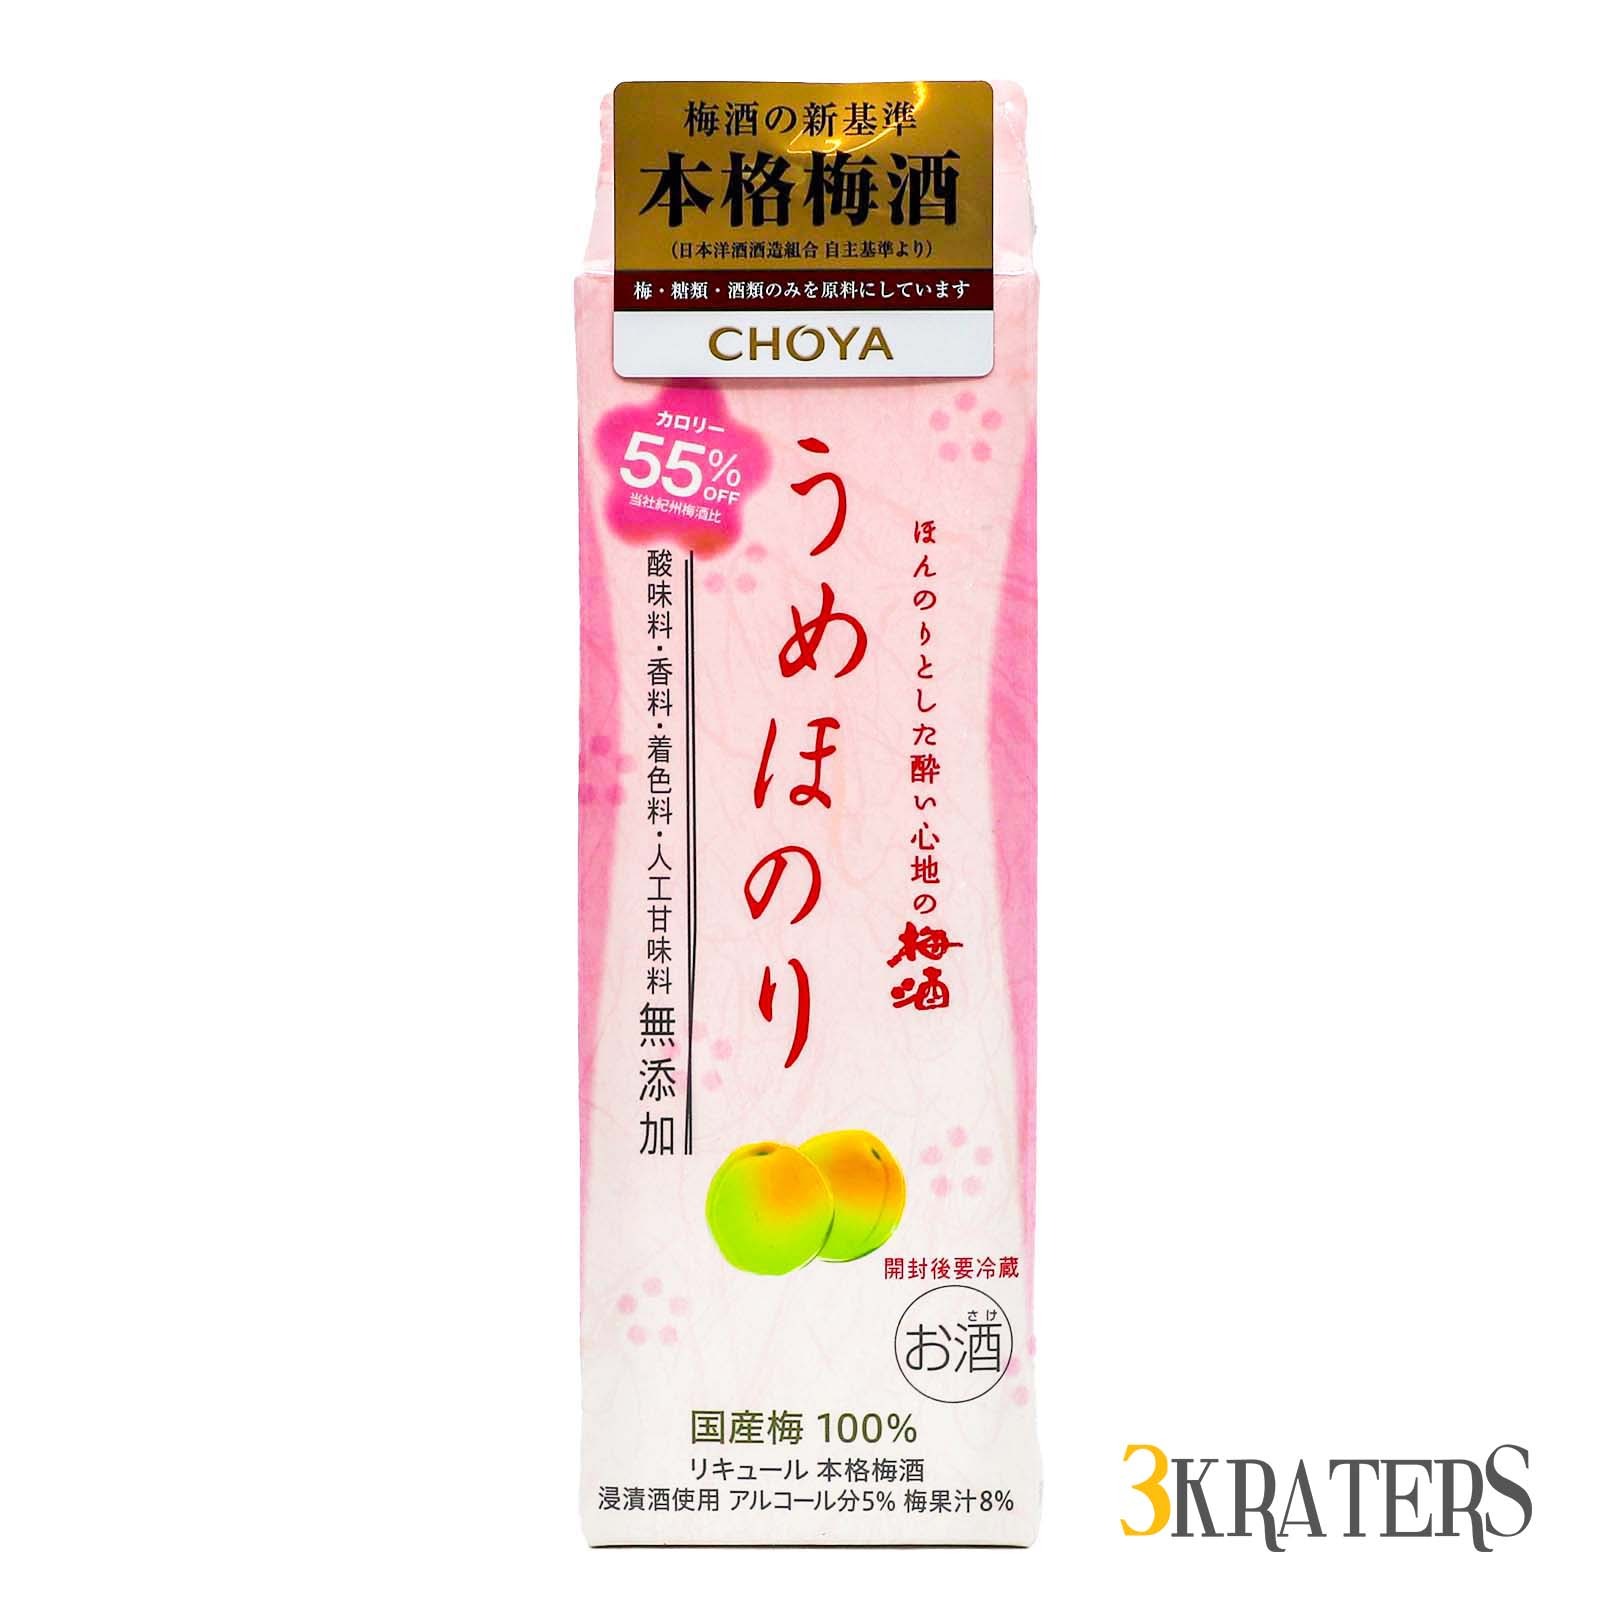 梅酒の新基準
本格梅酒
(日本洋酒酒造組合 自主基準より)
梅・糖類・酒類のみを原料にしています
CHOYA
カロリー
55%
OFF
当社紀州梅酒比
ほんのりとした酔い心地の梅酒
うめほのり
酸味料・香料・着色料・人工甘味料無添加
開封後要冷蔵
さけ
お酒
国産梅 100%
リキュール 本格梅酒
浸漬酒使用 アルコール分5% 梅果汁8%
3KRATERS